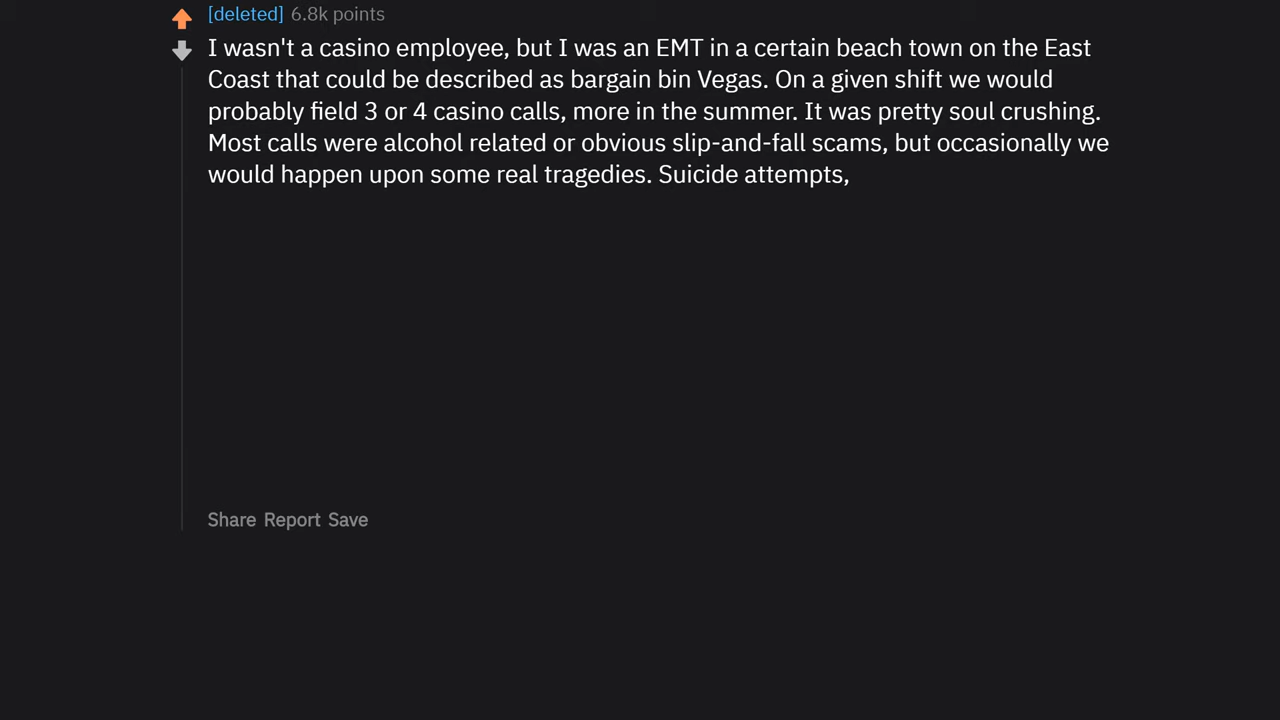 [deleted] 6.8k points
I wasn't a casino employee, but I was an EMT in a certain beach town on the East
Coast that could be described as bargain bin Vegas. On a given shift we would
probably field 3 or 4 casino calls, more in the summer. It was pretty soul crushing.
Most calls were alcohol related or obvious slip-and-fall scams, but occasionally we
would happen upon some real tragedies. Suicide attempts,
Share Report Save